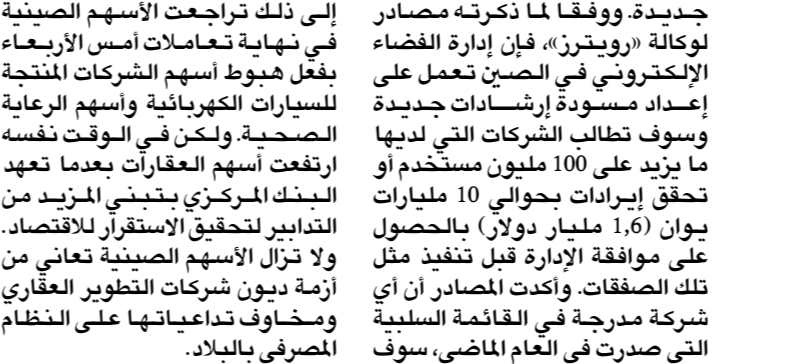 جديدة. ووفقا لما ذكرته مصادر
لوكالة «رويترز»، فإن إدارة الفضاء
الإلكتروني في الصين تعمل على
إعداد مسودة إرشادات جديدة
وسوف تطالب الشركات التي لديها
ما يزيد على 100 مليون مستخدم أو
تحقق إيرادات بحوالي 10 مليارات
يوان (1,6 مليار دولار) بالحصول
على موافقة الإدارة قبل تنفيذ مثل
تلك الصفقات. وأكدت المصادر أن أي
شركة مدرجة في القائمة السلبية
التي صدرت في العام الماضي، سوف
إلى ذلك تراجعت الأسهم الصينية
في نهاية تعاملات أمس الأربعاء
بفعل هبوط أسهم الشركات المنتجة
للسيارات الكهربائية وأسهم الرعاية
الصحية. ولكن في الوقت نفسه
ارتفعت أسهم العقارات بعدما تعهد
البنك المركزي بتبني المزيد من
التدابير لتحقيق الاستقرار للاقتصاد.
ولا تزال الأسهم الصينية تعاني من
أزمة ديون شركات التطوير العقاري
ومخاوف تداعياتها على النظام
المصرفي بالبلاد.